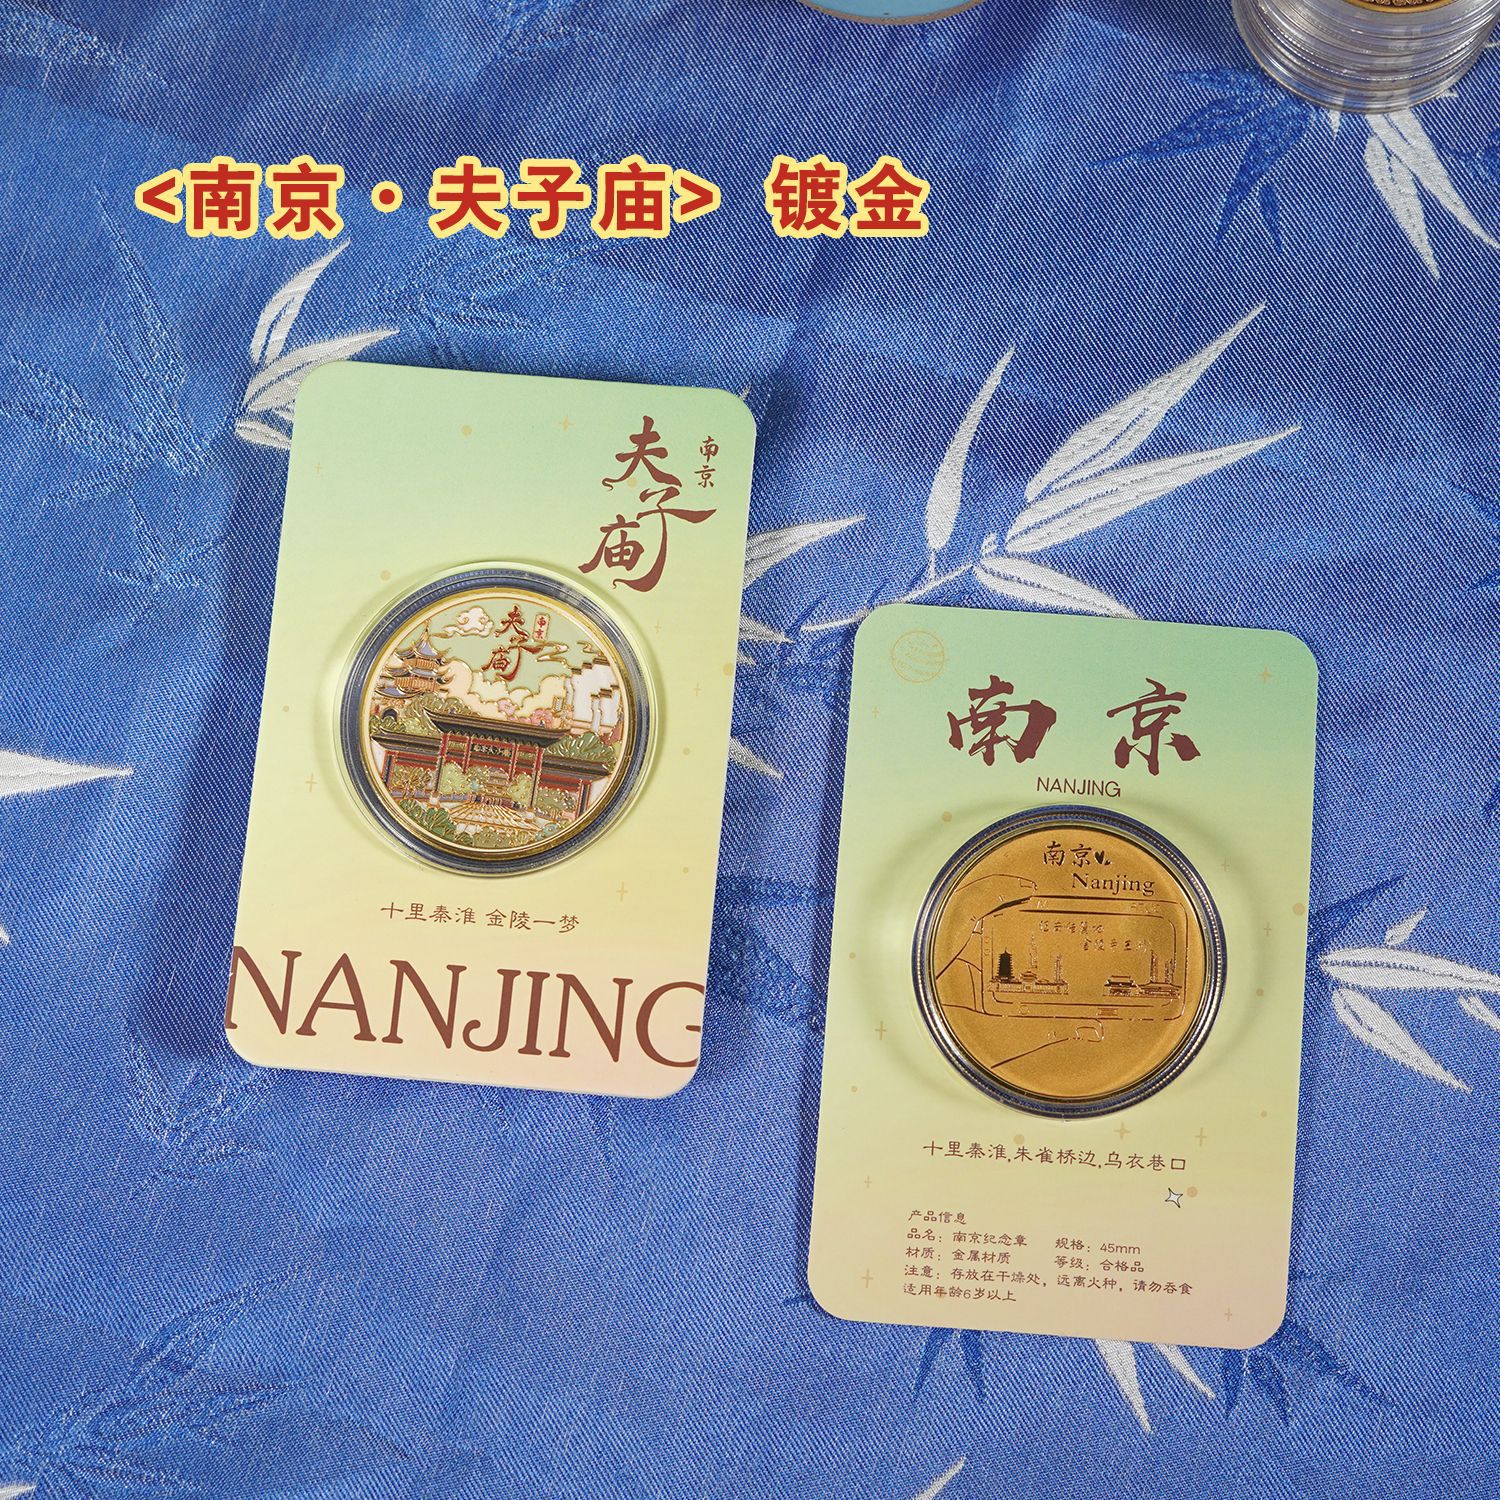 <南京·夫子庙> 镀金
南京
夫子庙
南京
夫子庙
十里秦淮 金陵一梦
NANJING
南京
NANJING
南京
Nanjing
十里秦淮,朱雀桥边,乌衣巷口
产品信息
品名：南京纪念章 规格：45mm
材质：金属材质 等级：合格品
注意：存放在干燥处，远离火种，请勿吞食
适用年龄6岁以上